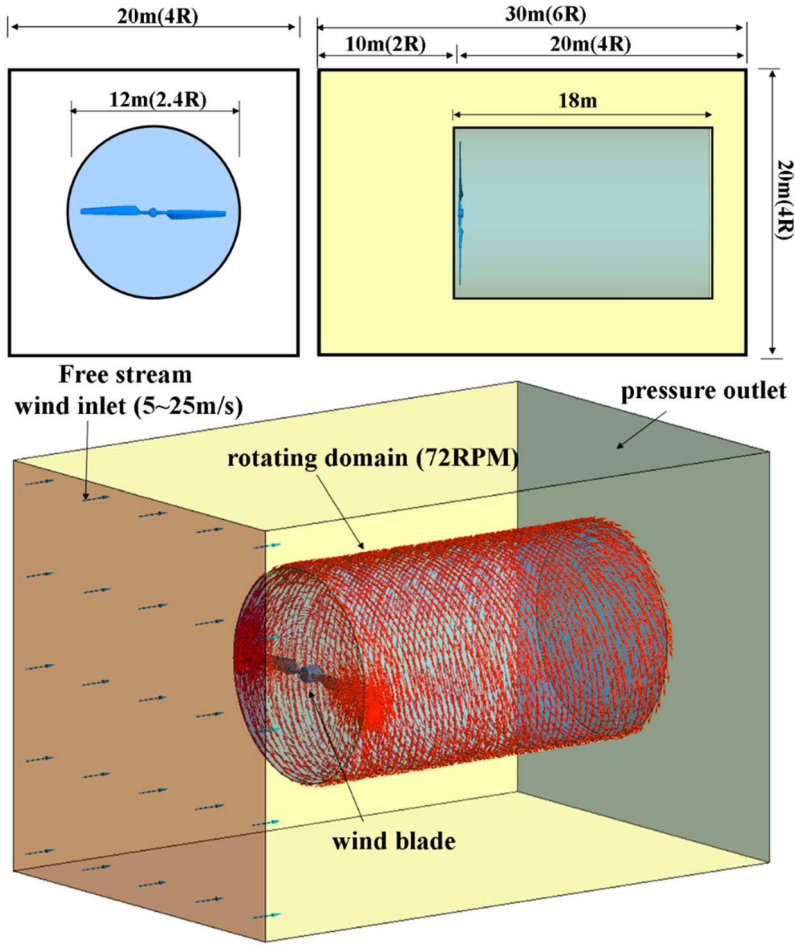 20m(4R)
30m(6R)
10m(2R)
20m(4R)
12m(2.4R)
18m
20m(4R)
Free stream
wind inlet (5~25m/s)
pressure outlet
rotating domain (72RPM)
wind blade